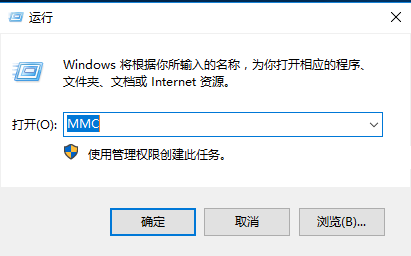 运行
Windows 将根据你所输入的名称，为你打开相应的程序、
文件夹、文档或 Internet 资源。
打开(O): MMC
使用管理权限创建此任务。
确定 取消 浏览(B)...